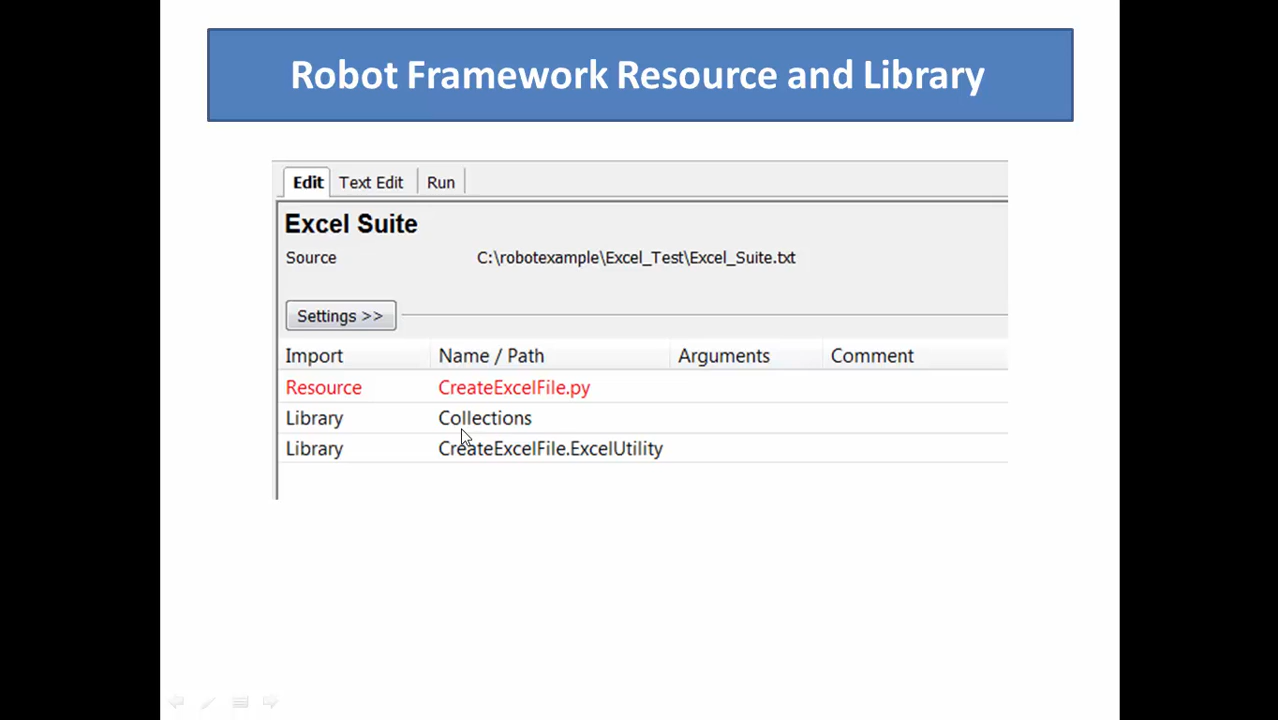 Robot Framework Resource and Library
Edit Text Edit Run
Excel Suite
Source C:\robotexample\Excel_Test\Excel_Suite.txt
Settings >>
Import Name / Path Arguments Comment
Resource CreateExcelFile.py
Library Collections
Library CreateExcelFile.ExcelUtility